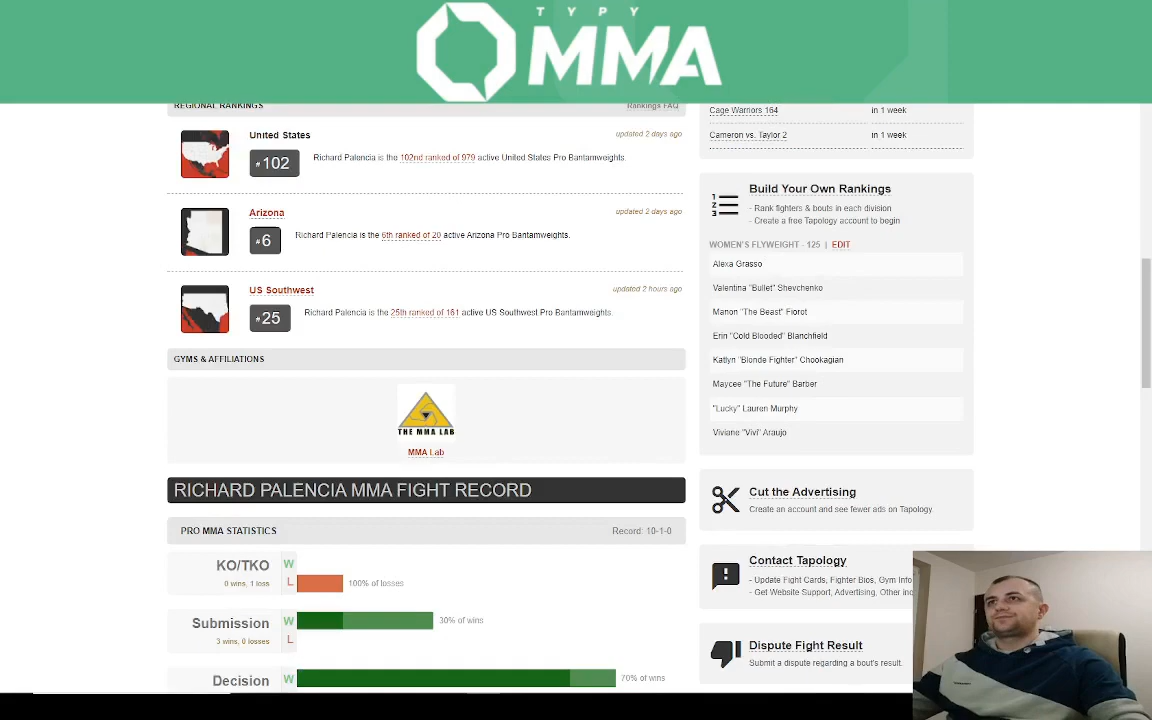 TYPY
MMA
REGIONAL RANKINGS
Rankings FAQ
United States
updated 2 days ago
#102
Richard Palencia is the 102nd ranked of 979 active United States Pro Bantamweights.
Arizona
updated 2 days ago
#6
Richard Palencia is the 6th ranked of 20 active Arizona Pro Bantamweights.
US Southwest
updated 2 hours ago
#25
Richard Palencia is the 25th ranked of 161 active US Southwest Pro Bantamweights.
GYMS & AFFILIATIONS
THE MMA LAB
MMA Lab
RICHARD PALENCIA MMA FIGHT RECORD
PRO MMA STATISTICS
Record: 10-1-0
KO/TKO
0 wins, 1 loss
W
L
100% of losses
Submission
3 wins, 0 losses
W
L
30% of wins
Decision
W
70% of wins
Cage Warriors 164
in 1 week
Cameron vs. Taylor 2
in 1 week
1
2
3
Build Your Own Rankings
- Rank fighters & bouts in each division
- Create a free Tapology account to begin
WOMEN'S FLYWEIGHT - 125 | EDIT
Alexa Grasso
Valentina "Bullet" Shevchenko
Manon "The Beast" Fiorot
Erin "Cold Blooded" Blanchfield
Katlyn "Blonde Fighter" Chookagian
Maycee "The Future" Barber
"Lucky" Lauren Murphy
Viviane "Vivi" Araujo
Cut the Advertising
Create an account and see fewer ads on Tapology.
Contact Tapology
- Update Fight Cards, Fighter Bios, Gym Info
- Get Website Support, Advertising, Other
Dispute Fight Result
Submit a dispute regarding a bout's result.